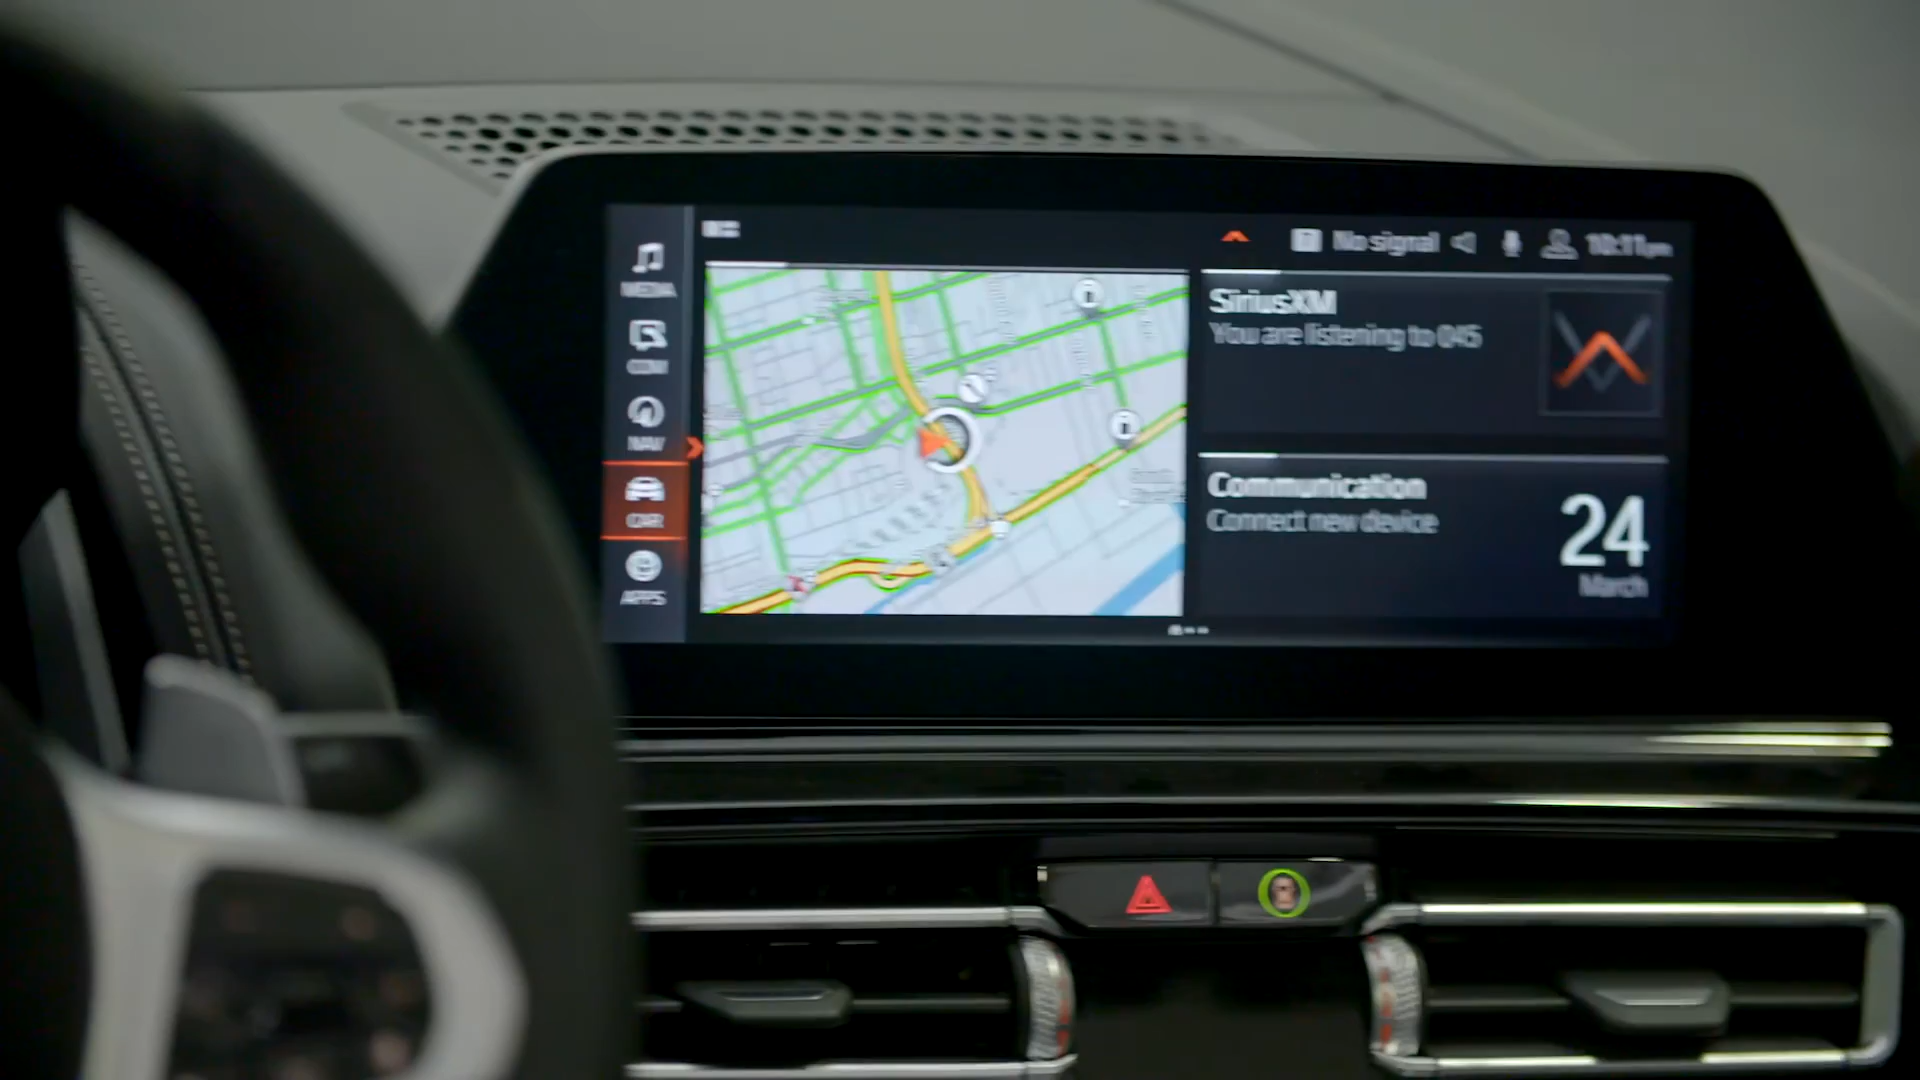 MEDIA
COM
NAV
CAR
APPS
No signal
10:11pm
SiriusXM
You are listening to 045
Communication
Connect new device
24
March